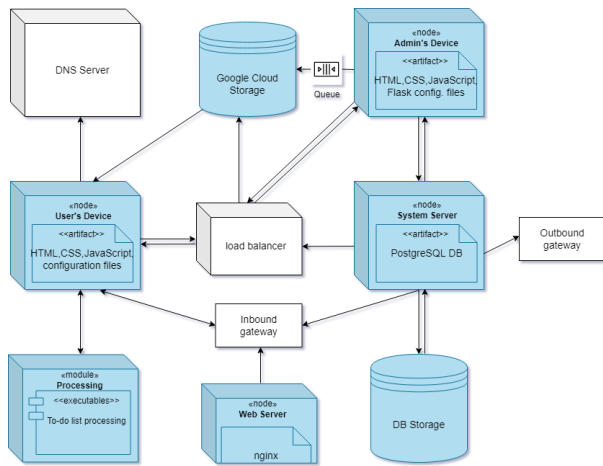 DNS Server
Google Cloud
Storage
Queue
«node»
Admin's Device
<<artifact>>
HTML,CSS,JavaScript,
Flask config. files
«node»
User's Device
<<artifact>>
HTML,CSS,JavaScript,
configuration files
load balancer
«node»
System Server
<<artifact>>
PostgreSQL DB
Outbound
gateway
Inbound
gateway
«module»
Processing
<<executables>>
To-do list processing
«node»
Web Server
nginx
DB Storage